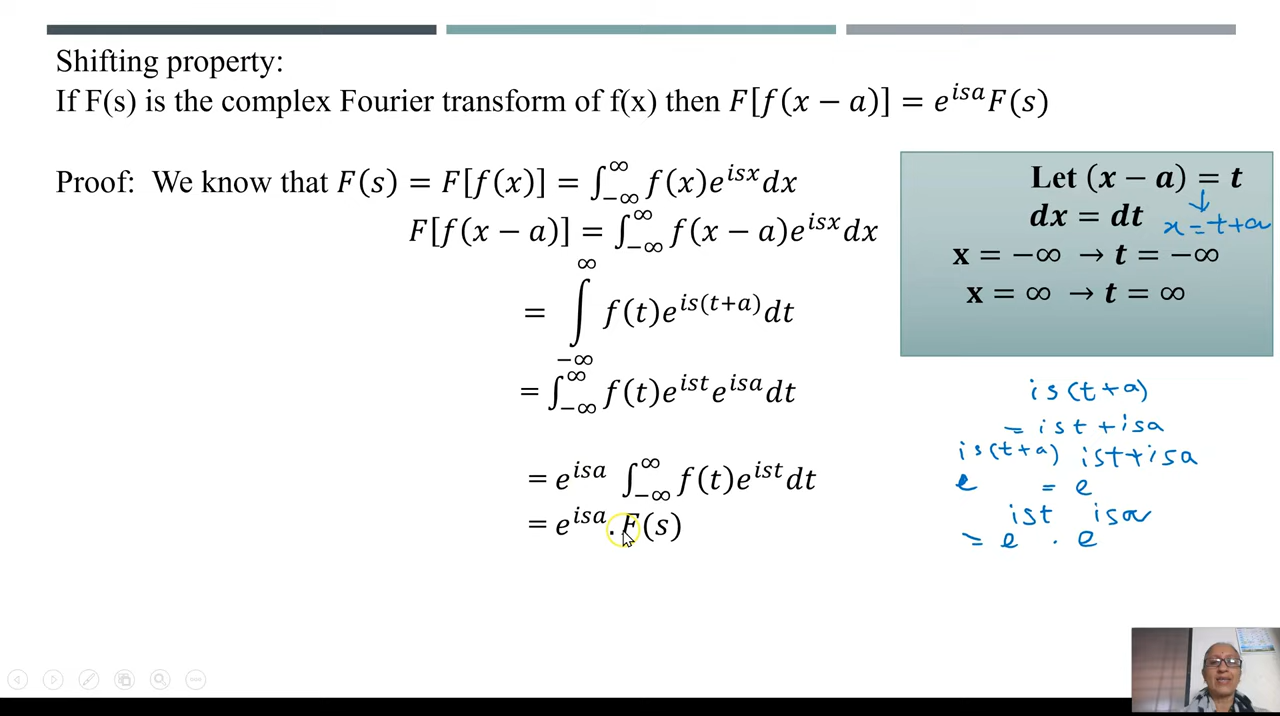 Shifting property:
If F(s) is the complex Fourier transform of f(x) then F[f(x − a)] = e^{isa}F(s)
Proof: We know that F(s) = F[f(x)] = ∫_{−∞}^{∞} f(x)e^{isx}dx
F[f(x − a)] = ∫_{−∞}^{∞} f(x − a)e^{isx}dx
= ∫_{−∞}^{∞} f(t)e^{is(t+a)}dt
= ∫_{−∞}^{∞} f(t)e^{ist}e^{isa}dt
= e^{isa} ∫_{−∞}^{∞} f(t)e^{ist}dt
= e^{isa}.F(s)
Let (x − a) = t
↓
dx = dt x = t+a
x = −∞ → t = −∞
x = ∞ → t = ∞
is(t+a)
= ist + isa
e^{is(t+a)} = e^{ist+isa}
= e^{ist} . e^{isa}